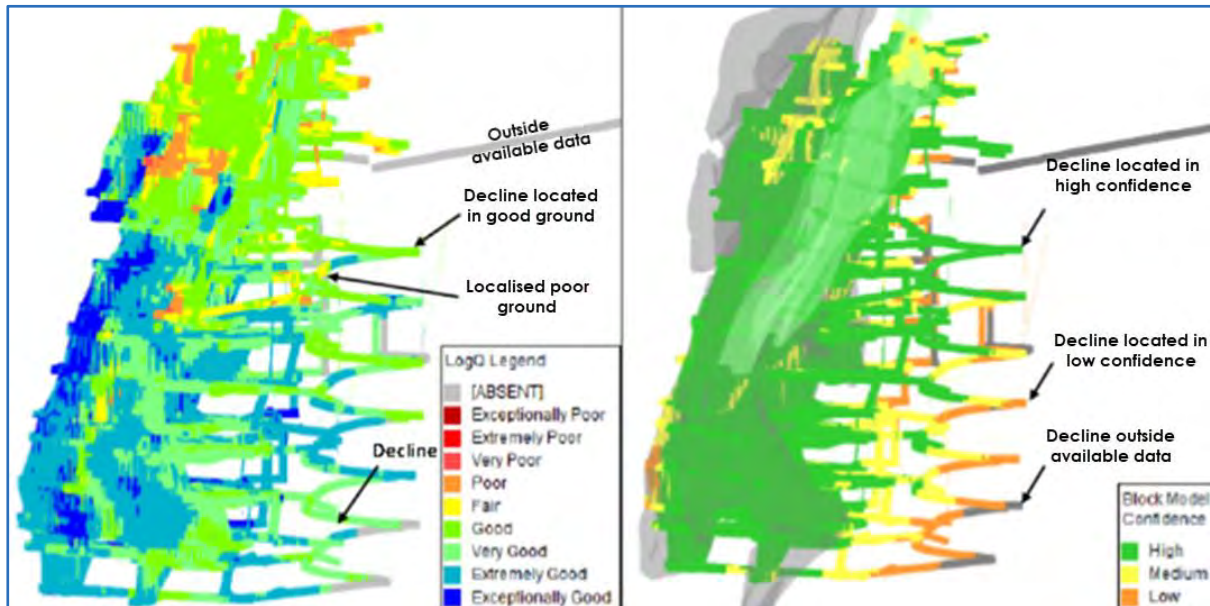 Outside
available data
Decline located
in good ground
Localised poor
ground
Decline
LogQ Legend
[ABSENT]
Exceptionally Poor
Extremely Poor
Very Poor
Poor
Fair
Good
Very Good
Extremely Good
Exceptionally Good
Decline located in
high confidence
Decline located in
low confidence
Decline outside
available data
Block Model
Confidence
High
Medium
Low